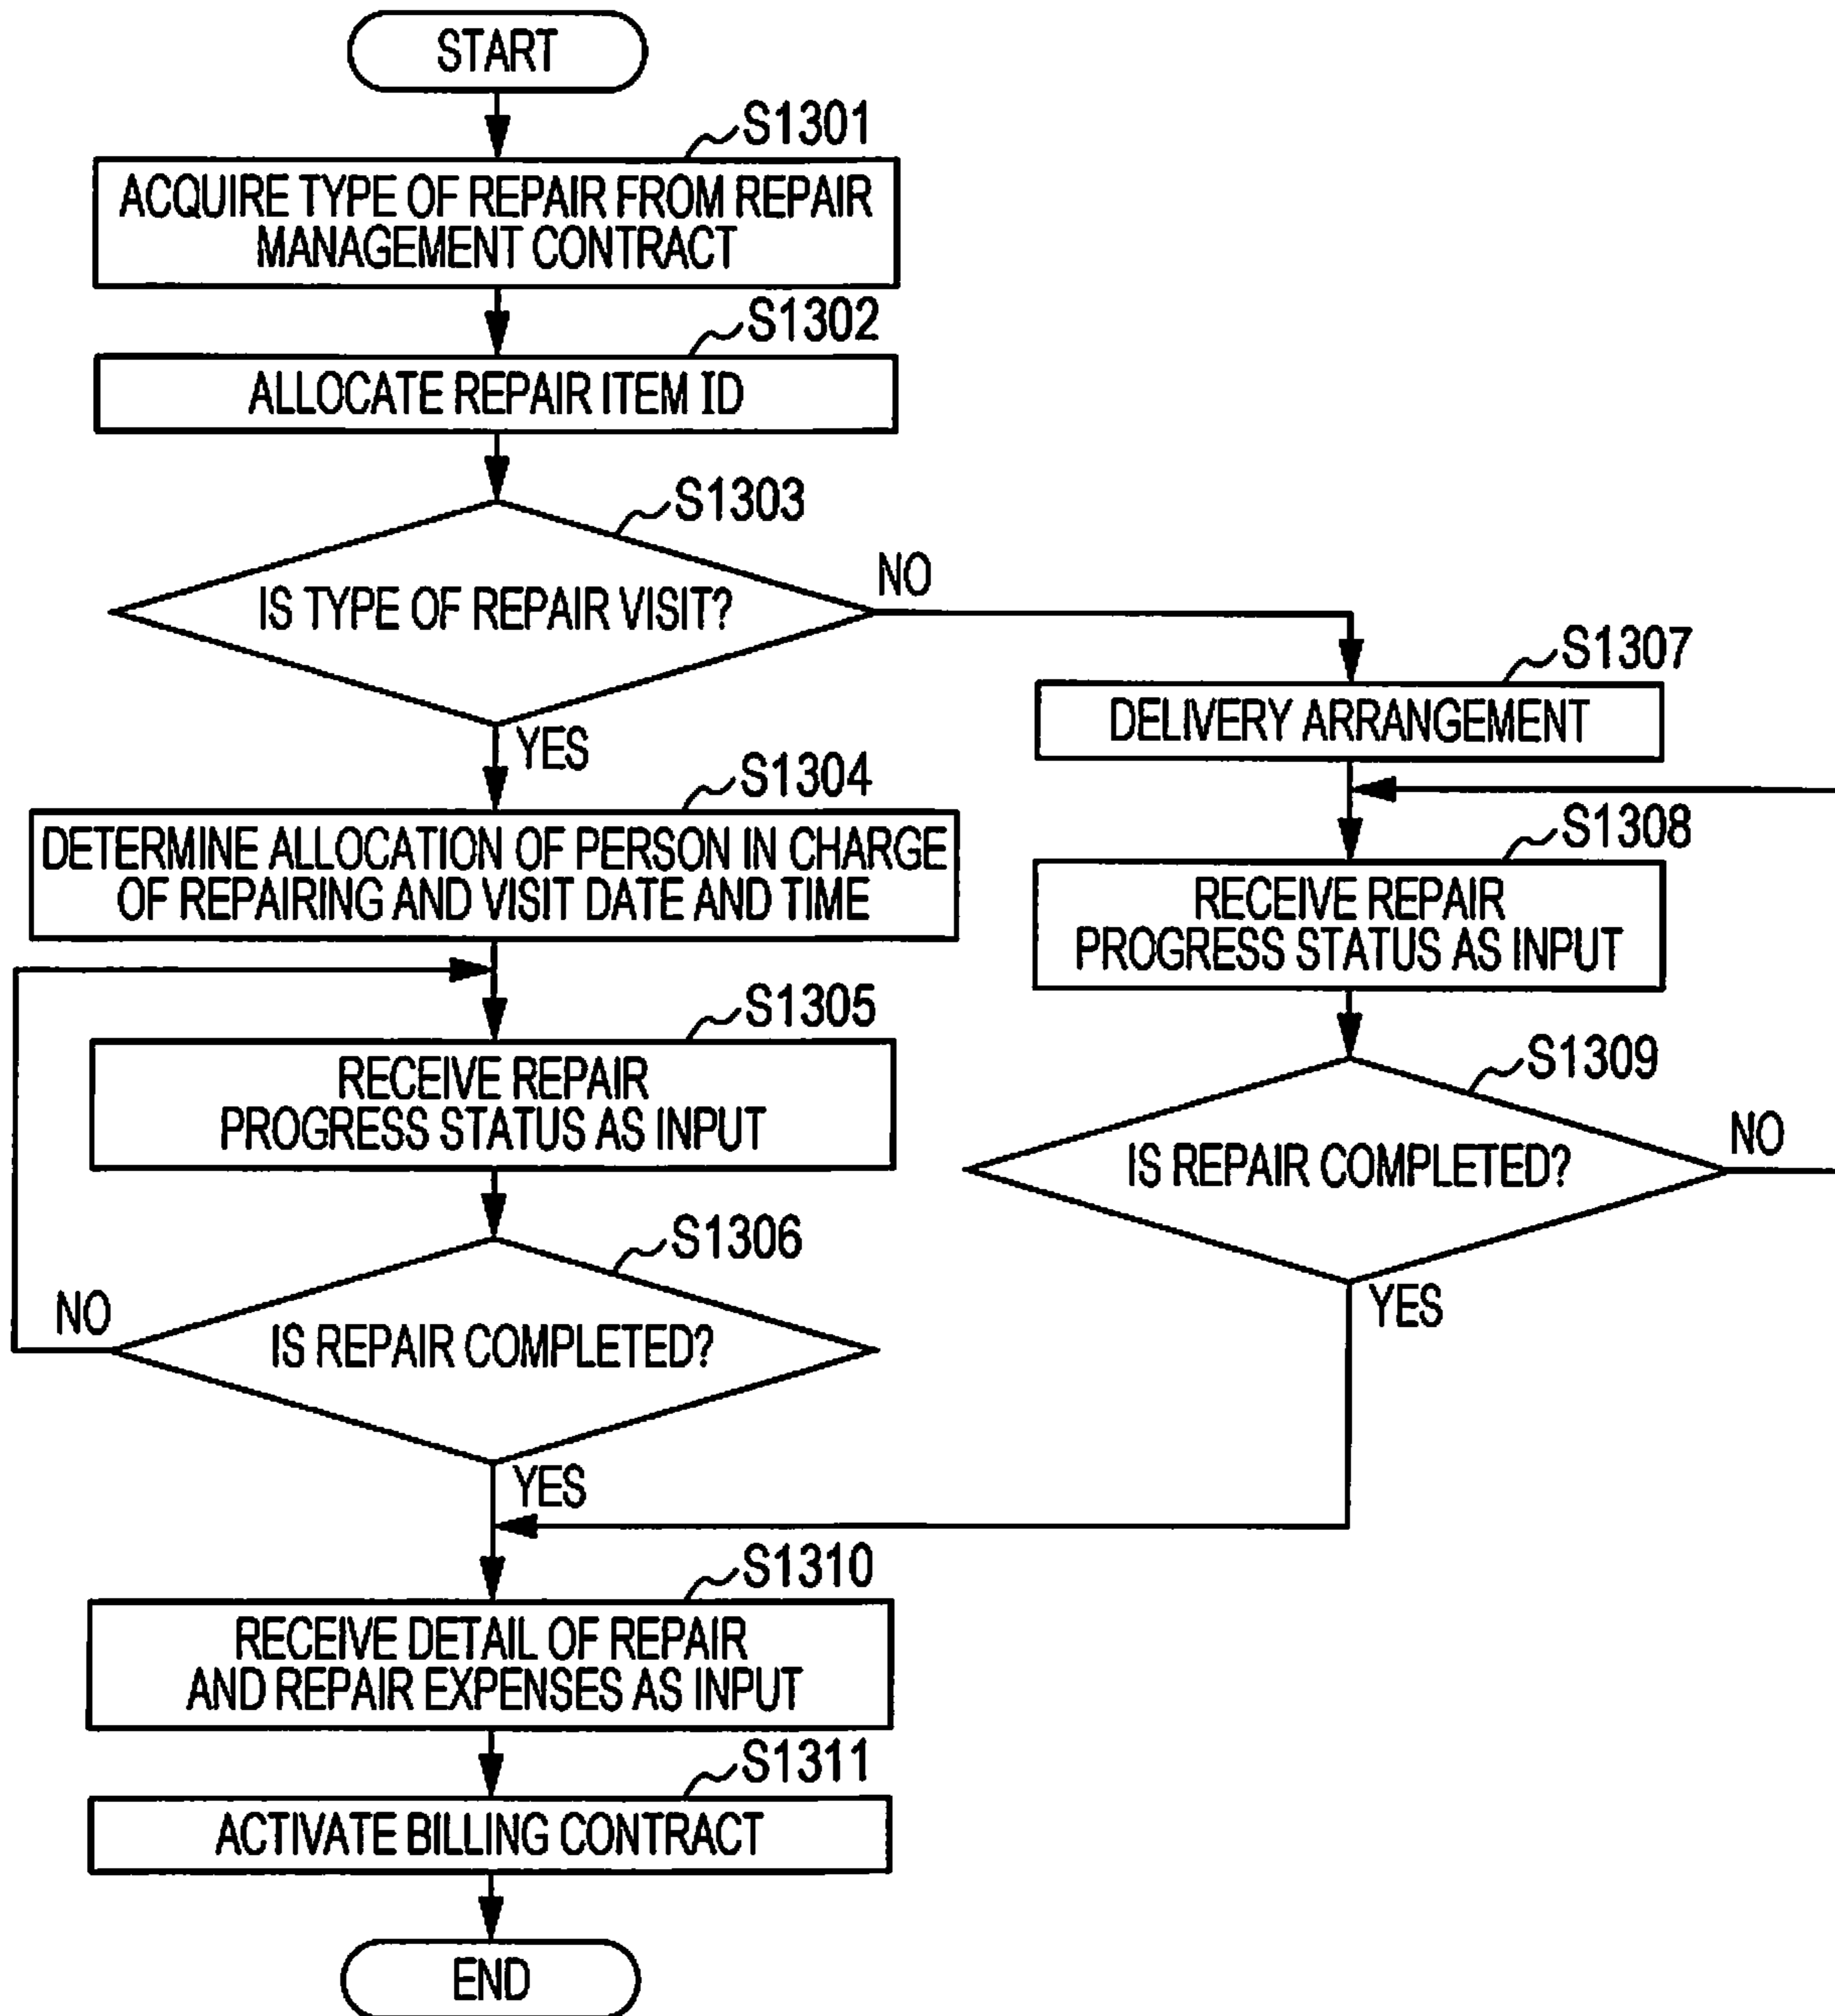 START
S1301
ACQUIRE TYPE OF REPAIR FROM REPAIR
MANAGEMENT CONTRACT
S1302
ALLOCATE REPAIR ITEM ID
S1303
IS TYPE OF REPAIR VISIT?
NO
YES
S1304
DETERMINE ALLOCATION OF PERSON IN CHARGE
OF REPAIRING AND VISIT DATE AND TIME
S1305
RECEIVE REPAIR
PROGRESS STATUS AS INPUT
S1306
IS REPAIR COMPLETED?
NO
YES
S1307
DELIVERY ARRANGEMENT
S1308
RECEIVE REPAIR
PROGRESS STATUS AS INPUT
S1309
IS REPAIR COMPLETED?
NO
YES
S1310
RECEIVE DETAIL OF REPAIR
AND REPAIR EXPENSES AS INPUT
S1311
ACTIVATE BILLING CONTRACT
END